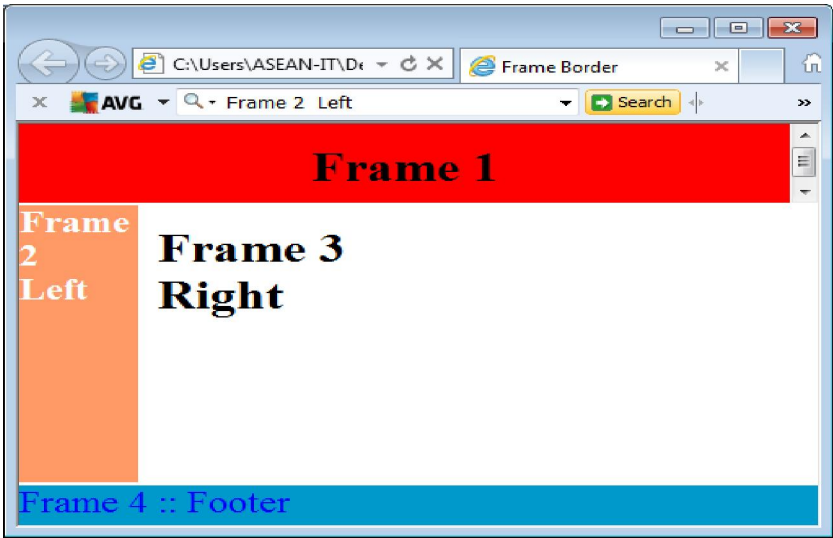 C:\Users\ASEAN-IT\De
Frame Border
AVG
Frame 2 Left
Search
Frame 1
Frame
2
Left
Frame 3
Right
Frame 4 :: Footer